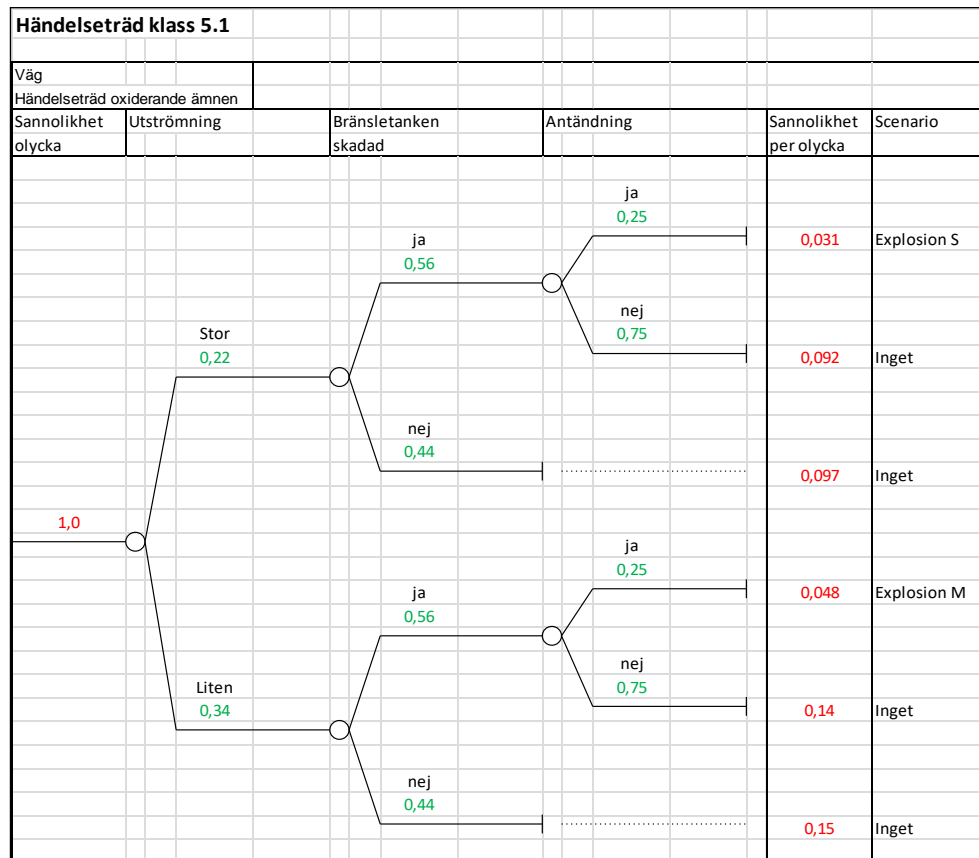 Händelseträd klass 5.1
Väg
Händelseträd oxiderande ämnen
Sannolikhet olycka
Utströmning
Bränsletanken skadad
Antändning
Sannolikhet per olycka
Scenario
ja
0,25
0,031 Explosion S
ja
0,56
nej
0,75
0,092 Inget
Stor
0,22
nej
0,44
0,097 Inget
1,0
ja
0,25
0,048 Explosion M
ja
0,56
nej
0,75
0,14 Inget
Liten
0,34
nej
0,44
0,15 Inget